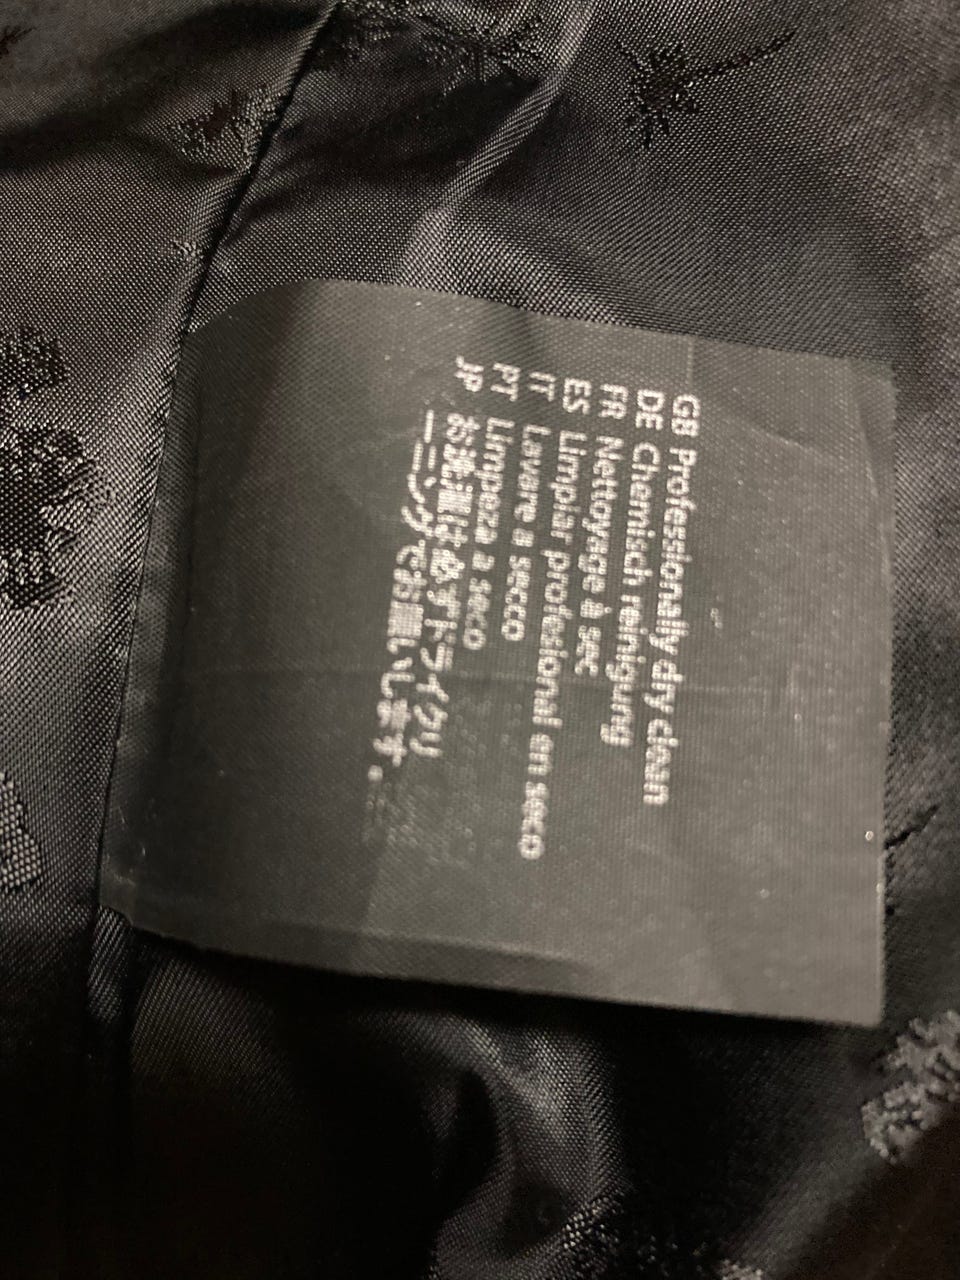 GB Professionally dry clean
DE Chemisch reinigung
FR Nettoyage à sec
ES Limpiar profesional en seco
IT Lavare a secco
PT Limpeza a seco
JP お洗濯は必ずドライクリ
ーニングでお願いします。